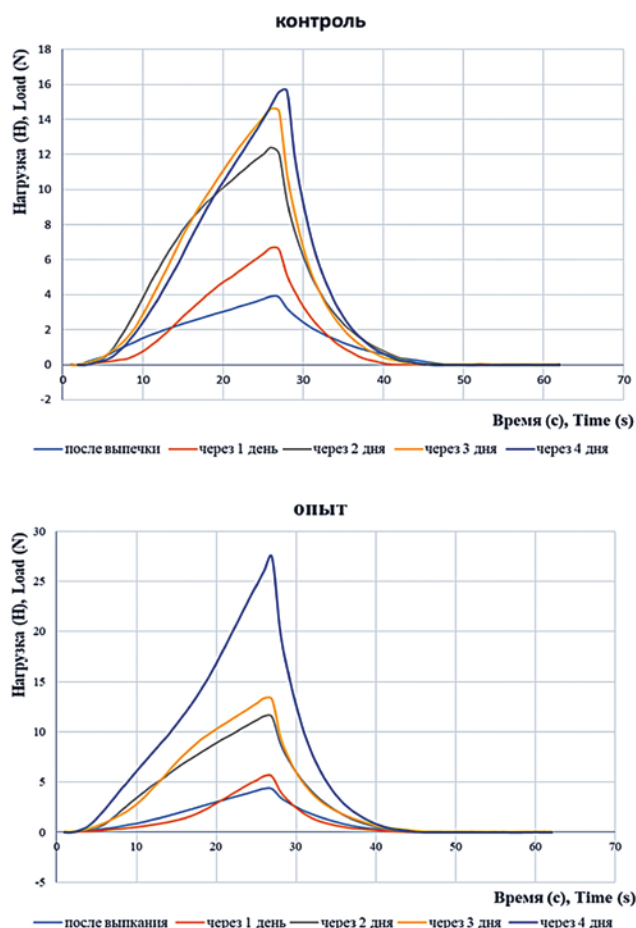 контроль
Нагрузка (Н), Load (N)
18
16
14
12
10
8
6
4
2
0
-2
0 10 20 30 40 50 60 70
Время (с), Time (s)
после выпечки через 1 день через 2 дня через 3 дня через 4 дня
опыт
Нагрузка (Н), Load (N)
30
25
20
15
10
5
0
-5
0 10 20 30 40 50 60 70
Время (с), Time (s)
после выпкания через 1 день через 2 дня через 3 дня через 4 дня